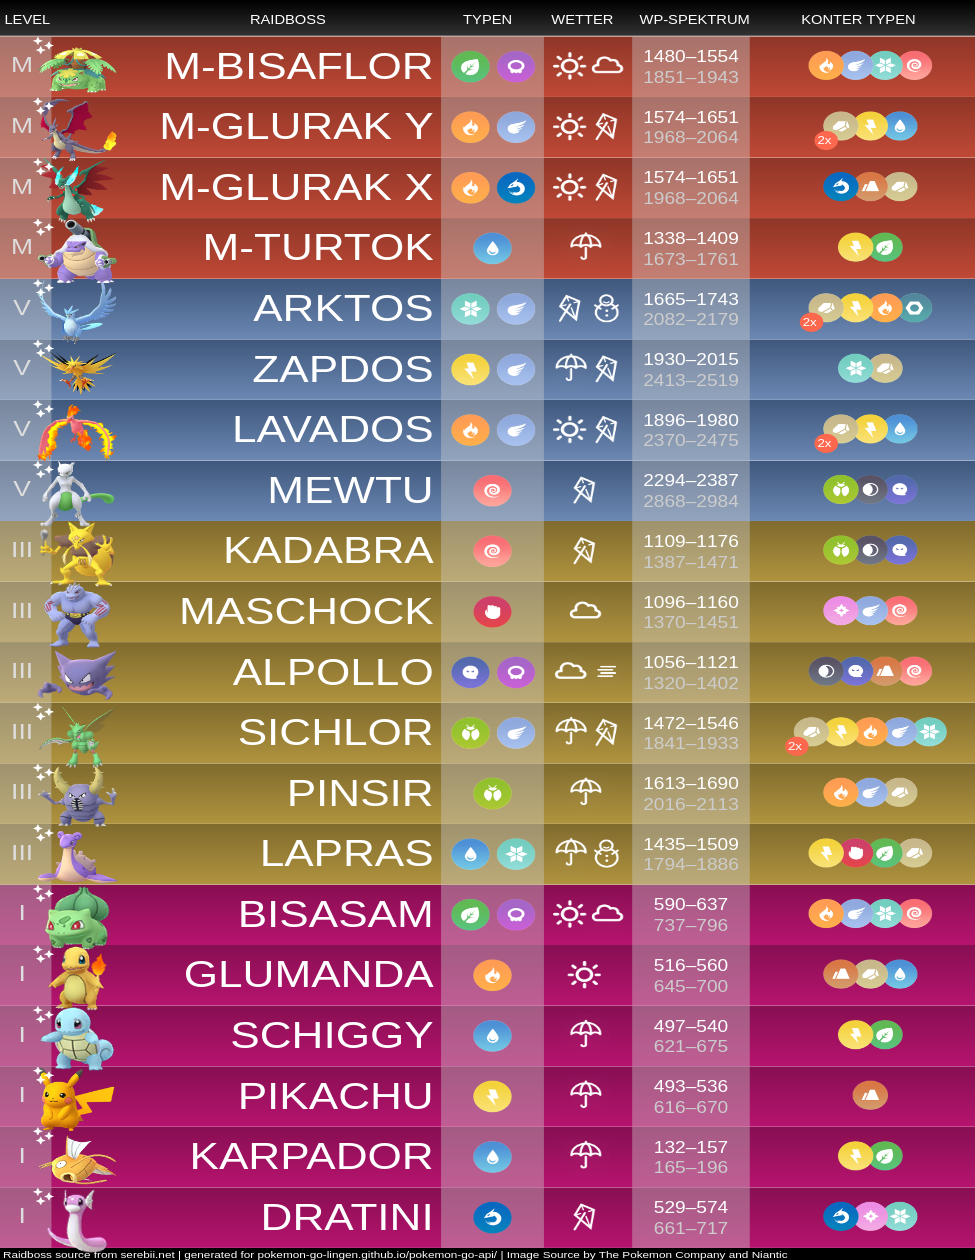 LEVEL RAIDBOSS TYPEN WETTER WP-SPEKTRUM KONTER TYPEN
M M-BISAFLOR 1480–1554
1851–1943
M M-GLURAK Y 1574–1651
1968–2064 2x
M M-GLURAK X 1574–1651
1968–2064
M M-TURTOK 1338–1409
1673–1761
V ARKTOS 1665–1743
2082–2179 2x
V ZAPDOS 1930–2015
2413–2519
V LAVADOS 1896–1980
2370–2475 2x
V MEWTU 2294–2387
2868–2984
III KADABRA 1109–1176
1387–1471
III MASCHOCK 1096–1160
1370–1451
III ALPOLLO 1056–1121
1320–1402
III SICHLOR 1472–1546
1841–1933 2x
III PINSIR 1613–1690
2016–2113
III LAPRAS 1435–1509
1794–1886
I BISASAM 590–637
737–796
I GLUMANDA 516–560
645–700
I SCHIGGY 497–540
621–675
I PIKACHU 493–536
616–670
I KARPADOR 132–157
165–196
I DRATINI 529–574
661–717
Raidboss source from serebii.net | generated for pokemon-go-lingen.github.io/pokemon-go-api/ | Image Source by The Pokemon Company and Niantic